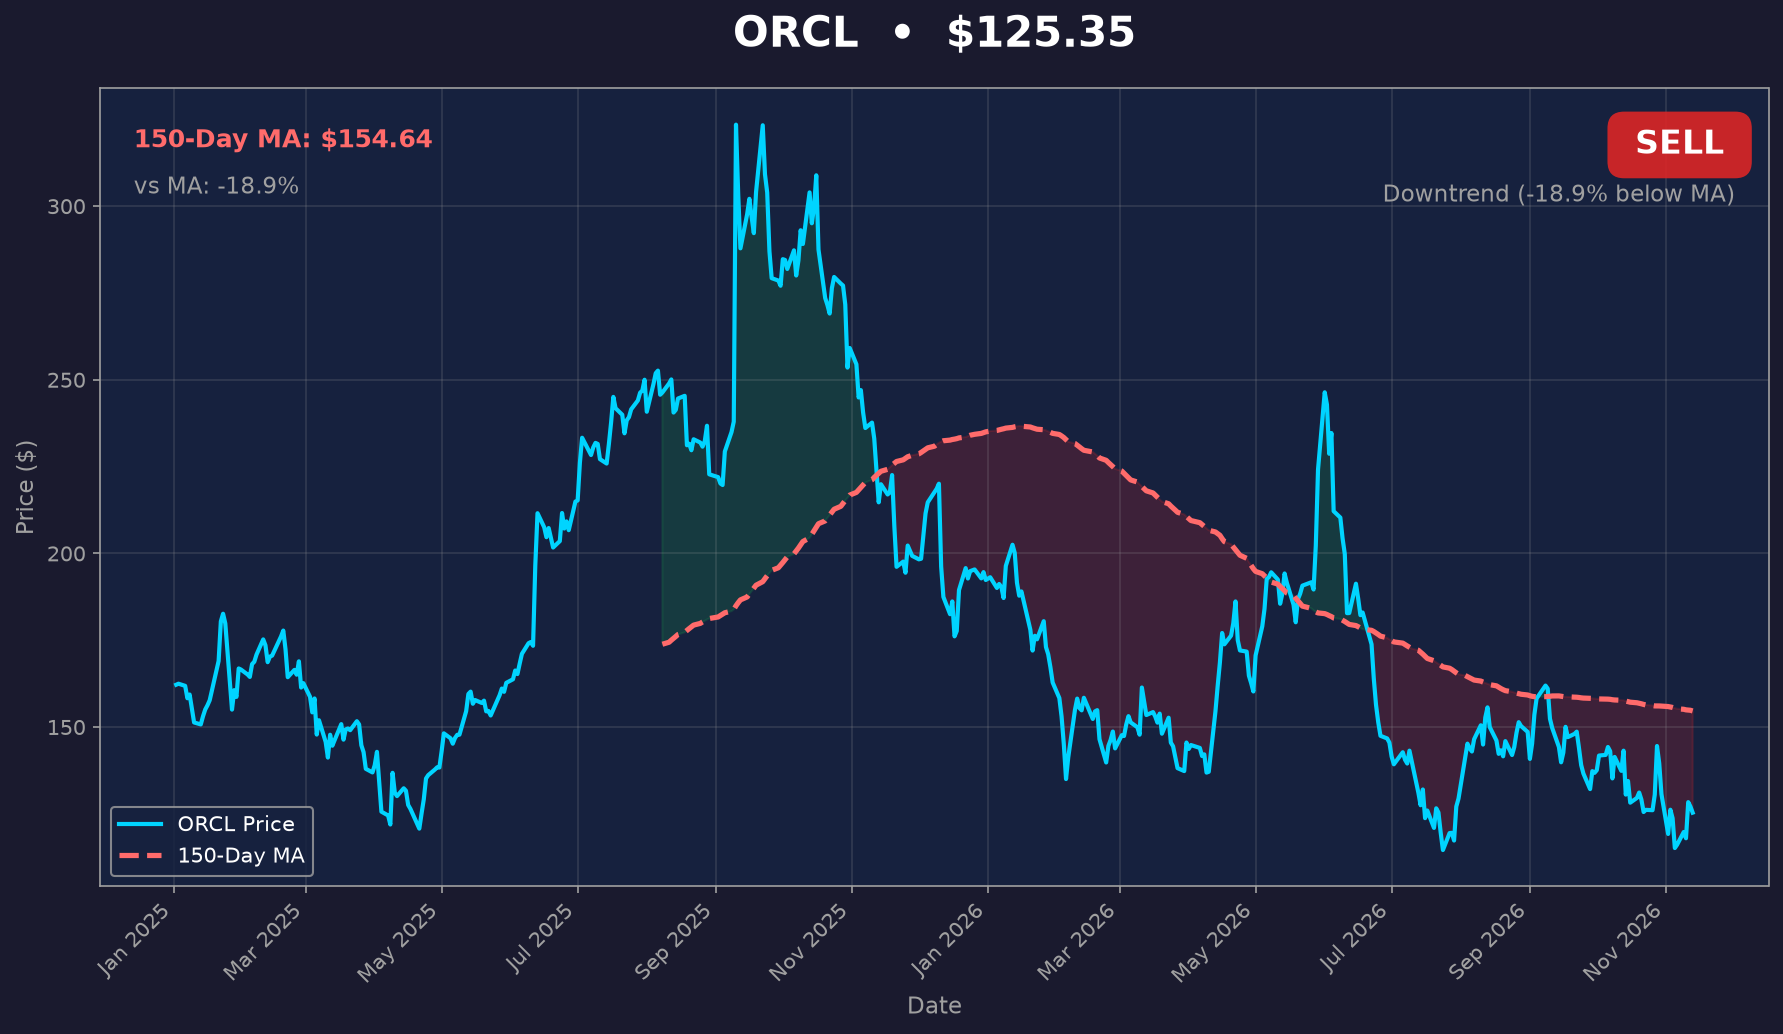 ORCL • $125.35
150-Day MA: $154.64
vs MA: -18.9%
SELL
Downtrend (-18.9% below MA)
Price ($)
300
250
200
150
ORCL Price
150-Day MA
Jan 2025
Mar 2025
May 2025
Jul 2025
Sep 2025
Nov 2025
Jan 2026
Mar 2026
May 2026
Jul 2026
Sep 2026
Nov 2026
Date